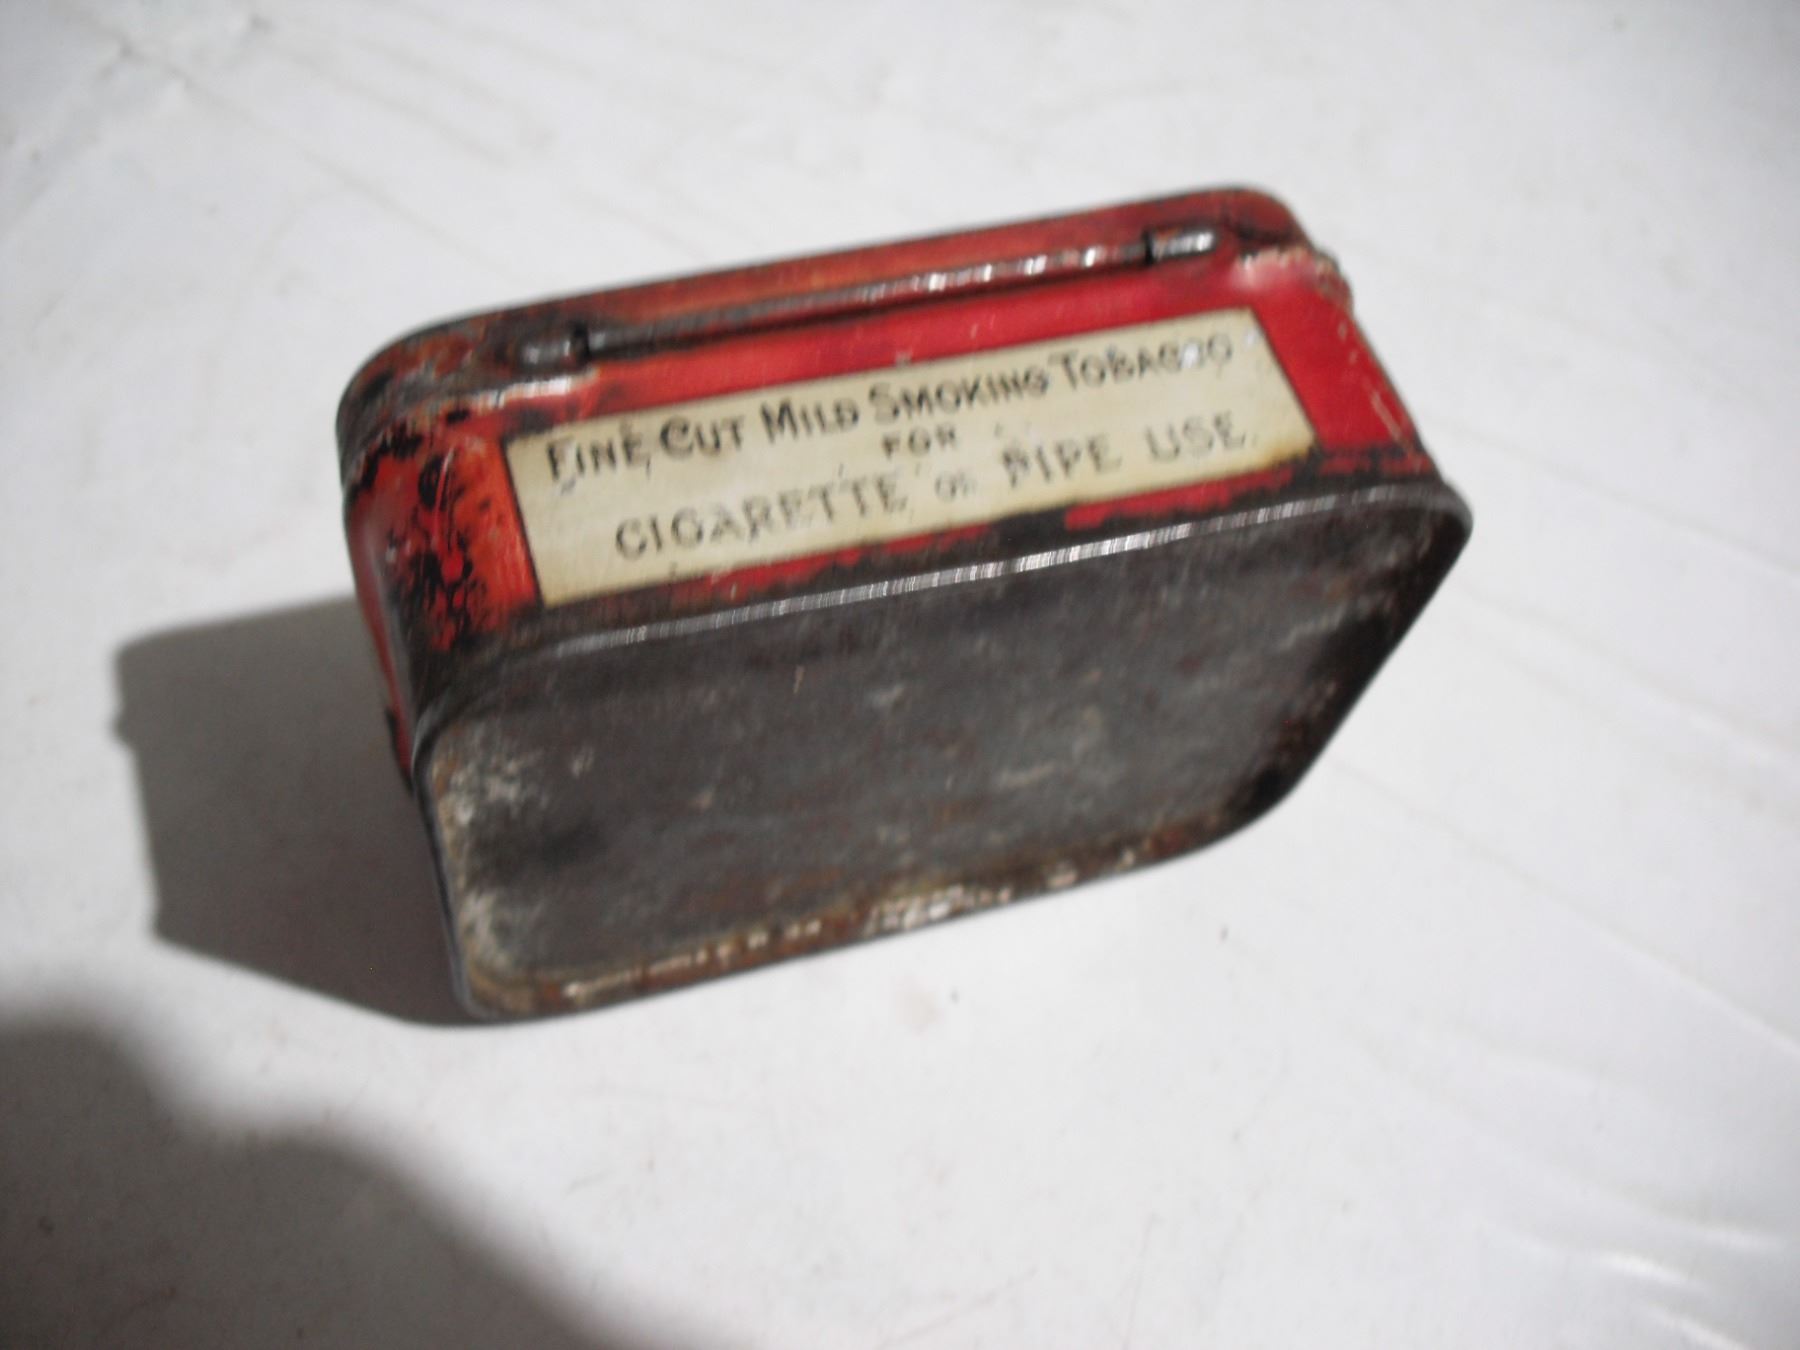 FINE CUT MILD SMOKING TOBACCO
FOR
CIGARETTE OR PIPE USE.